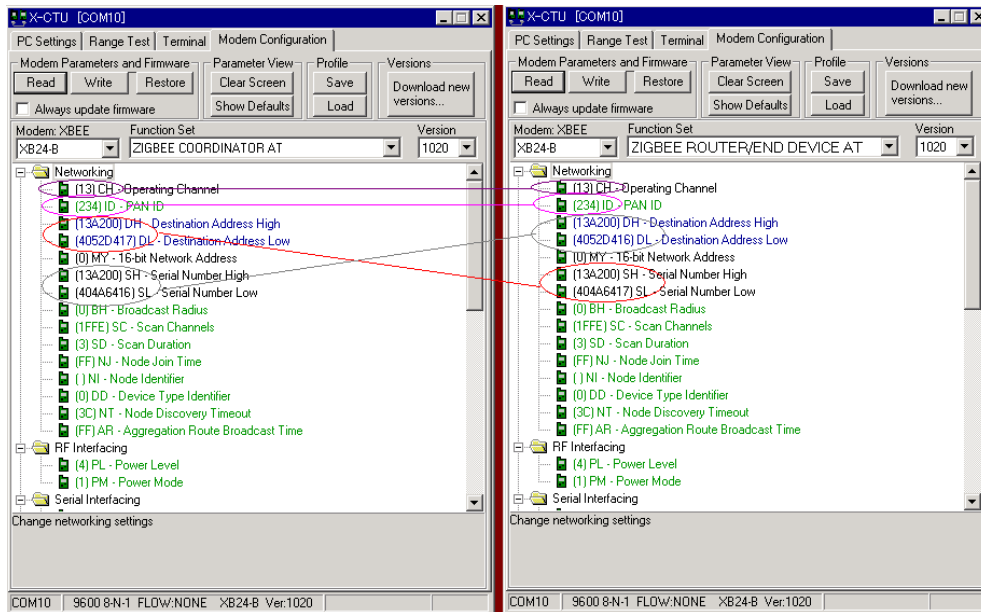 X-CTU [COM10]
PC Settings Range Test Terminal Modem Configuration
Modem Parameters and Firmware Parameter View Profile Versions
Read Write Restore Clear Screen Save Download new versions...
Always update firmware Show Defaults Load
Modem: XBEE Function Set Version
XB24-B ZIGBEE COORDINATOR AT 1020
Networking
(13) CH - Operating Channel
(234) ID - PAN ID
(13A200) DH - Destination Address High
(4052D417) DL - Destination Address Low
(0) MY - 16-bit Network Address
(13A200) SH - Serial Number High
(404A6416) SL - Serial Number Low
(0) BH - Broadcast Radius
(1FFE) SC - Scan Channels
(3) SD - Scan Duration
(FF) NJ - Node Join Time
( ) NI - Node Identifier
(0) DD - Device Type Identifier
(3C) NT - Node Discovery Timeout
(FF) AR - Aggregation Route Broadcast Time
RF Interfacing
(4) PL - Power Level
(1) PM - Power Mode
Serial Interfacing
Change networking settings
COM10 9600 8-N-1 FLOW:NONE XB24-B Ver:1020
X-CTU [COM10]
PC Settings Range Test Terminal Modem Configuration
Modem Parameters and Firmware Parameter View Profile Versions
Read Write Restore Clear Screen Save Download new versions...
Always update firmware Show Defaults Load
Modem: XBEE Function Set Version
XB24-B ZIGBEE ROUTER/END DEVICE AT 1020
Networking
(13) CH - Operating Channel
(234) ID - PAN ID
(13A200) DH - Destination Address High
(4052D416) DL - Destination Address Low
(0) MY - 16-bit Network Address
(13A200) SH - Serial Number High
(404A6417) SL - Serial Number Low
(0) BH - Broadcast Radius
(1FFE) SC - Scan Channels
(3) SD - Scan Duration
(FF) NJ - Node Join Time
( ) NI - Node Identifier
(0) DD - Device Type Identifier
(3C) NT - Node Discovery Timeout
(FF) AR - Aggregation Route Broadcast Time
RF Interfacing
(4) PL - Power Level
(1) PM - Power Mode
Serial Interfacing
Change networking settings
COM10 9600 8-N-1 FLOW:NONE XB24-B Ver:1020